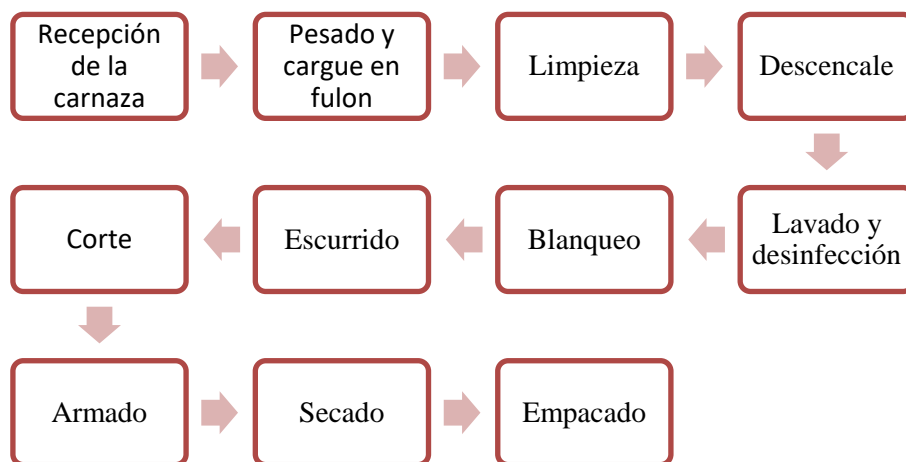 Recepción
de la
carnaza
Pesado y
cargue en
fulon
Limpieza
Descencale
Lavado y
desinfección
Blanqueo
Escurrido
Corte
Armado
Secado
Empacado